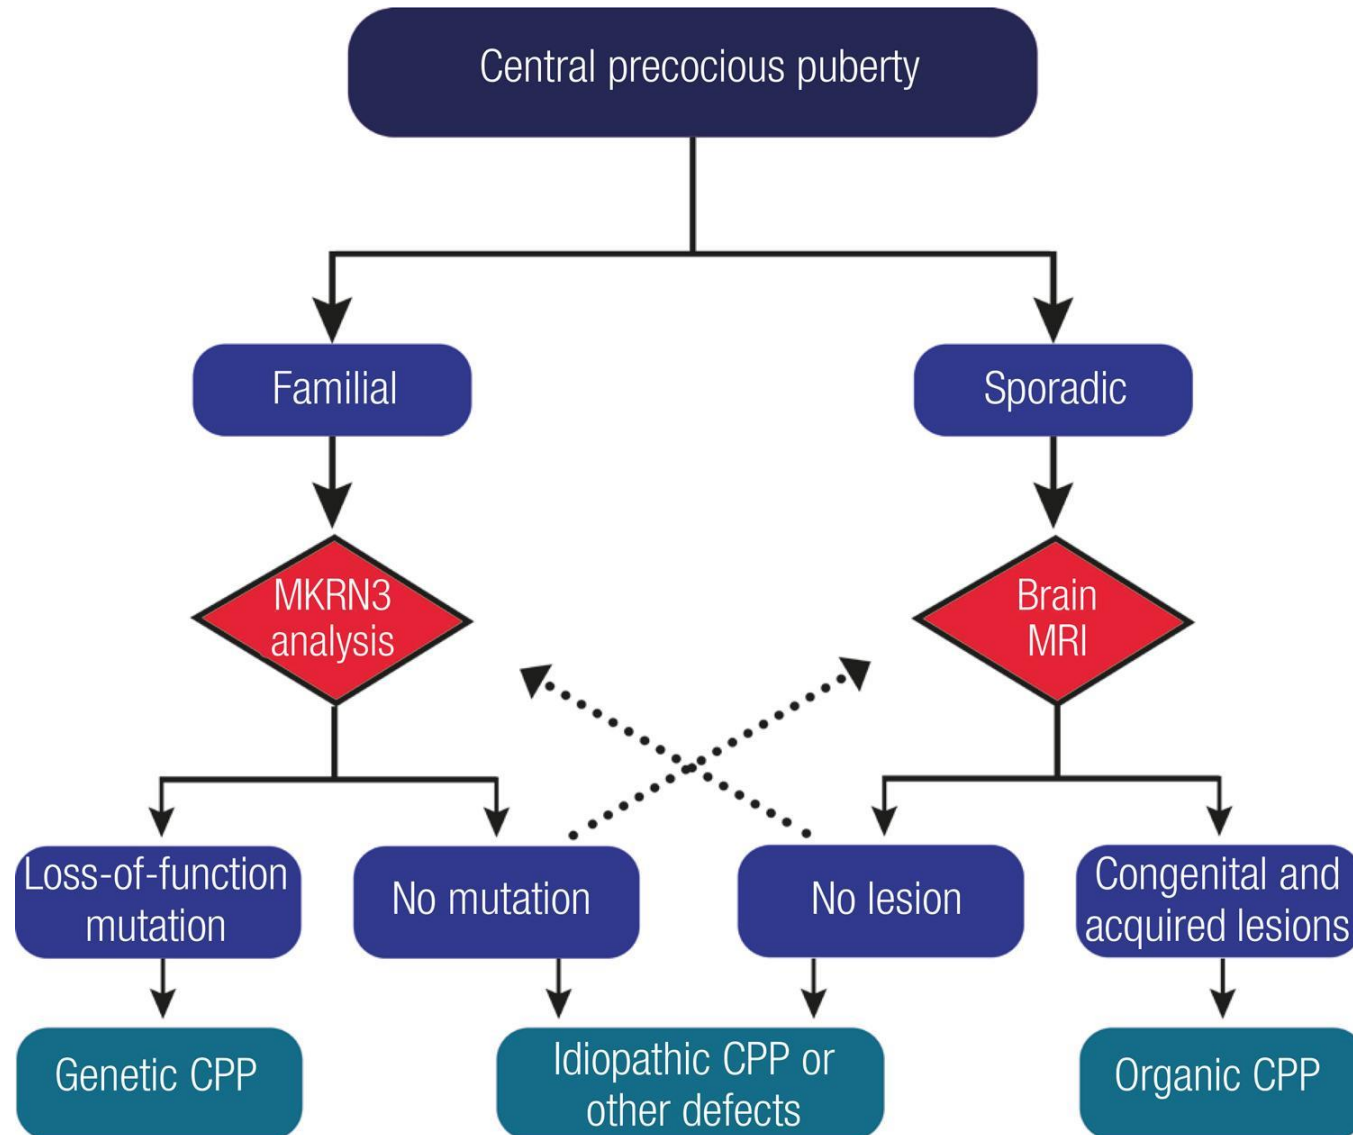 Central precocious puberty
Familial
Sporadic
MKRN3
analysis
Brain
MRI
Loss-of-function
mutation
No mutation
No lesion
Congenital and
acquired lesions
Genetic CPP
Idiopathic CPP or
other defects
Organic CPP